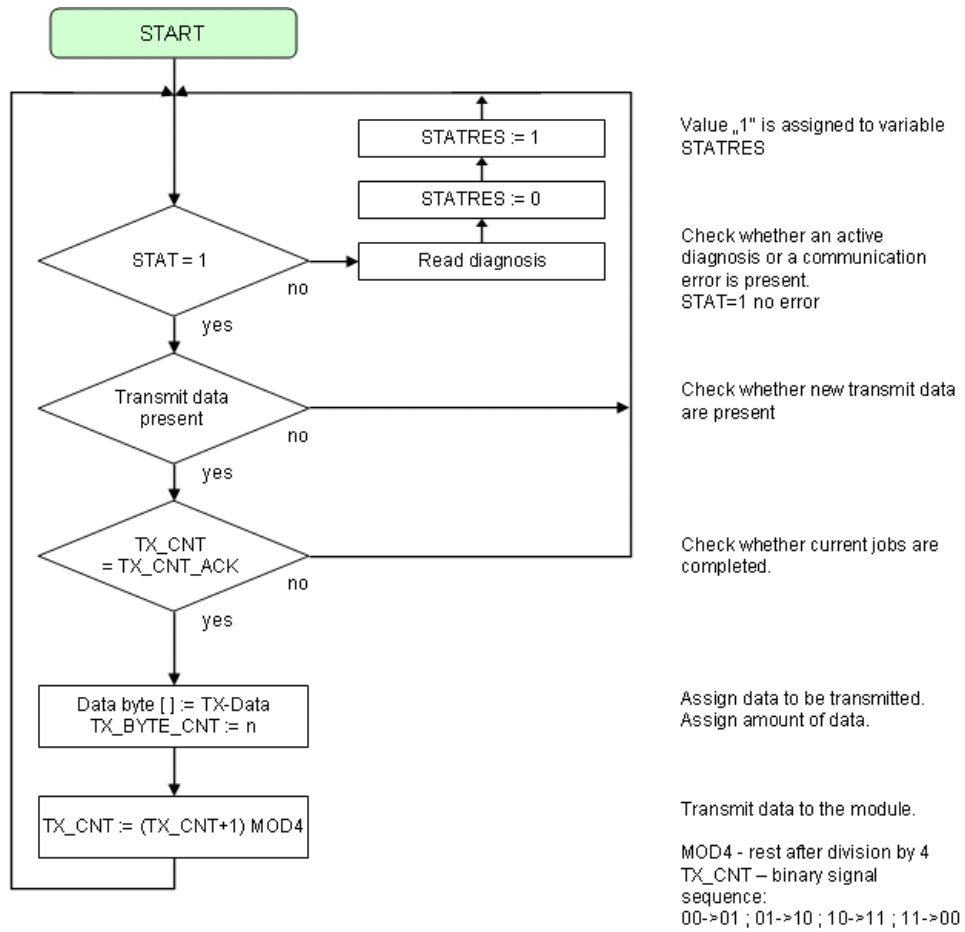 START
STATRES := 1
Value „1" is assigned to variable
STATRES
STATRES := 0
STAT = 1
no
Read diagnosis
Check whether an active
diagnosis or a communication
error is present.
STAT=1 no error
yes
Transmit data
present
no
Check whether new transmit data
are present
yes
TX_CNT
= TX_CNT_ACK
no
Check whether current jobs are
completed.
yes
Data byte [ ] := TX-Data
TX_BYTE_CNT := n
Assign data to be transmitted.
Assign amount of data.
TX_CNT := (TX_CNT+1) MOD4
Transmit data to the module.
MOD4 - rest after division by 4
TX_CNT – binary signal
sequence:
00->01 ; 01->10 ; 10->11 ; 11->00